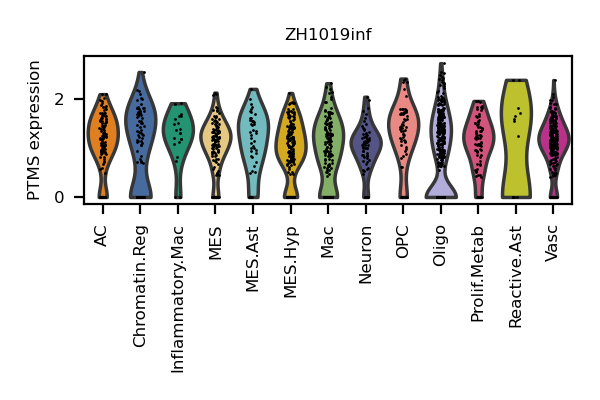 ZH1019inf
PTMS expression
2
0
AC
Chromatin.Reg
Inflammatory.Mac
MES
MES.Ast
MES.Hyp
Mac
Neuron
OPC
Oligo
Prolif.Metab
Reactive.Ast
Vasc